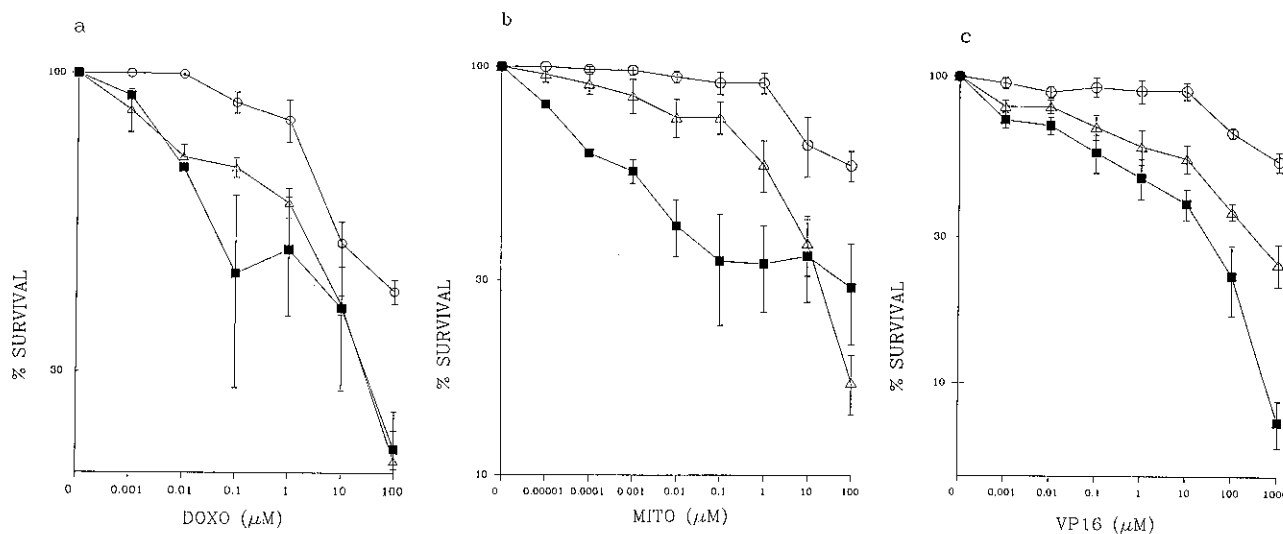 a
100
30
% SURVIVAL
0 0.001 0.01 0.1 1 10 100
DOXO (μM)
b
100
30
10
% SURVIVAL
0 0.00001 0.0001 0.001 0.01 0.1 1 10 100
MITO (μM)
c
100
30
10
% SURVIVAL
0 0,001 0.01 0.1 1 10 100 1000
VP16 (μM)